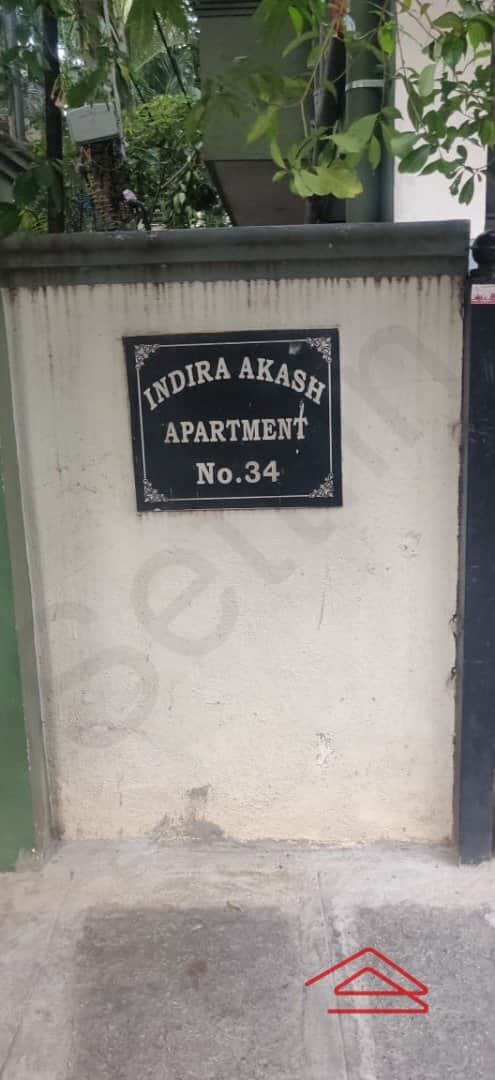 INDIRA AKASH
APARTMENT
No.34